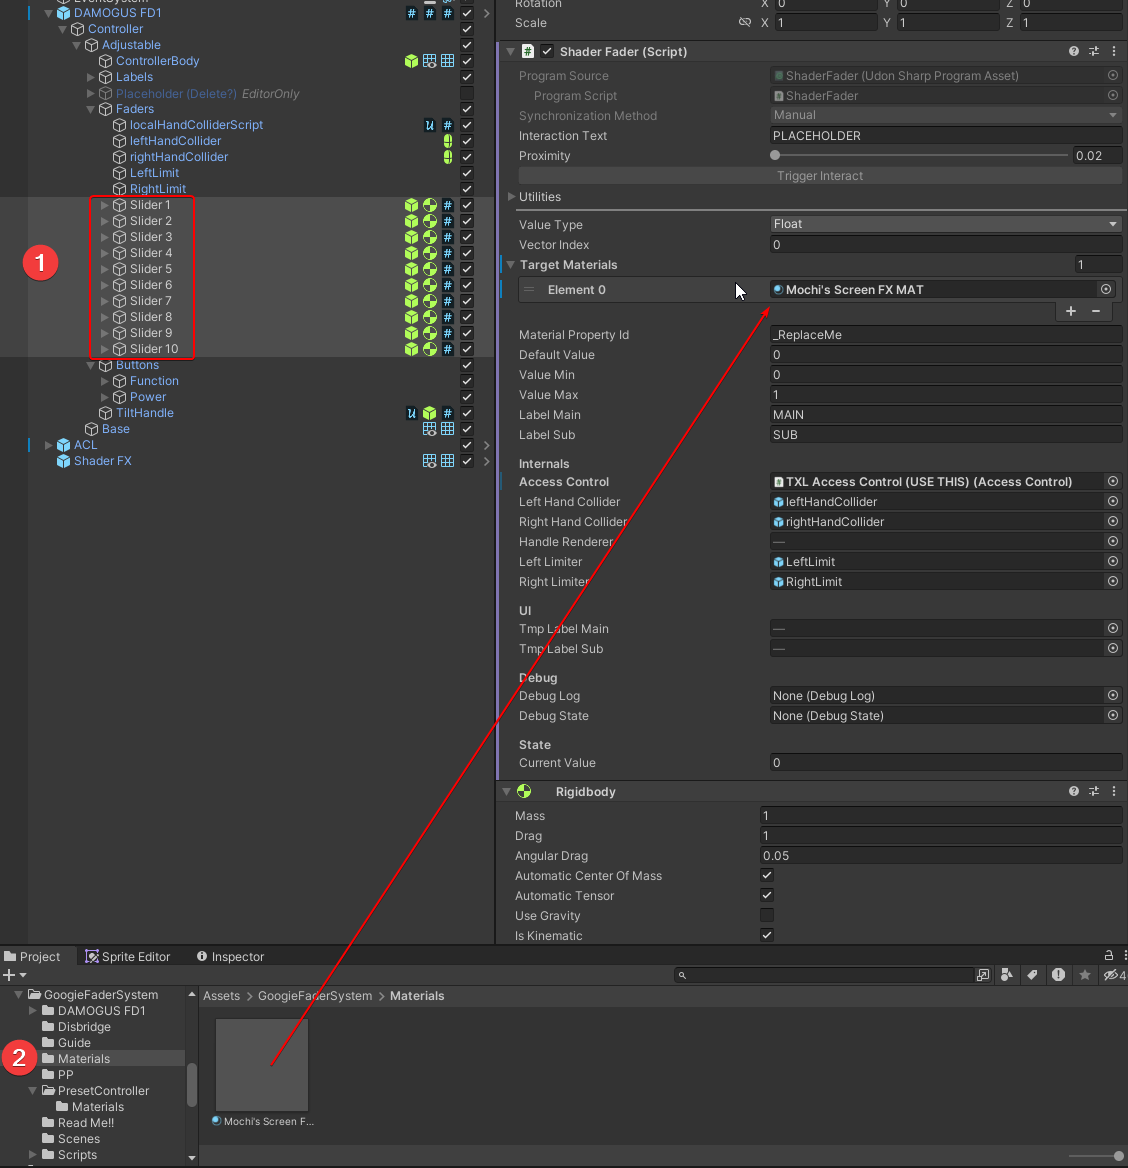 EventSystem
DAMOGUS FD1
Controller
Adjustable
ControllerBody
Labels
Placeholder (Delete?) EditorOnly
Faders
localHandColliderScript
leftHandCollider
rightHandCollider
LeftLimit
RightLimit
Slider 1
Slider 2
Slider 3
Slider 4
Slider 5
Slider 6
Slider 7
Slider 8
Slider 9
Slider 10
1
Buttons
Function
Power
TiltHandle
Base
ACL
Shader FX
Rotation X 0 Y 0 Z 0
Scale X 1 Y 1 Z 1
# Shader Fader (Script)
Program Source ShaderFader (Udon Sharp Program Asset)
Program Script ShaderFader
Synchronization Method Manual
Interaction Text PLACEHOLDER
Proximity 0.02
Trigger Interact
Utilities
Value Type Float
Vector Index 0
Target Materials 1
Element 0 Mochi's Screen FX MAT
+ −
Material Property Id _ReplaceMe
Default Value 0
Value Min 0
Value Max 1
Label Main MAIN
Label Sub SUB
Internals
Access Control TXL Access Control (USE THIS) (Access Control)
Left Hand Collider leftHandCollider
Right Hand Collider rightHandCollider
Handle Renderer —
Left Limiter LeftLimit
Right Limiter RightLimit
UI
Tmp Label Main —
Tmp Label Sub —
Debug
Debug Log None (Debug Log)
Debug State None (Debug State)
State
Current Value 0
Rigidbody
Mass 1
Drag 1
Angular Drag 0.05
Automatic Center Of Mass
Automatic Tensor
Use Gravity
Is Kinematic
Project Sprite Editor Inspector
4
GoogieFaderSystem
DAMOGUS FD1
Disbridge
Guide
2
Materials
PP
PresetController
Materials
Read Me!!
Scenes
Scripts
Assets > GoogieFaderSystem > Materials
Mochi's Screen F...